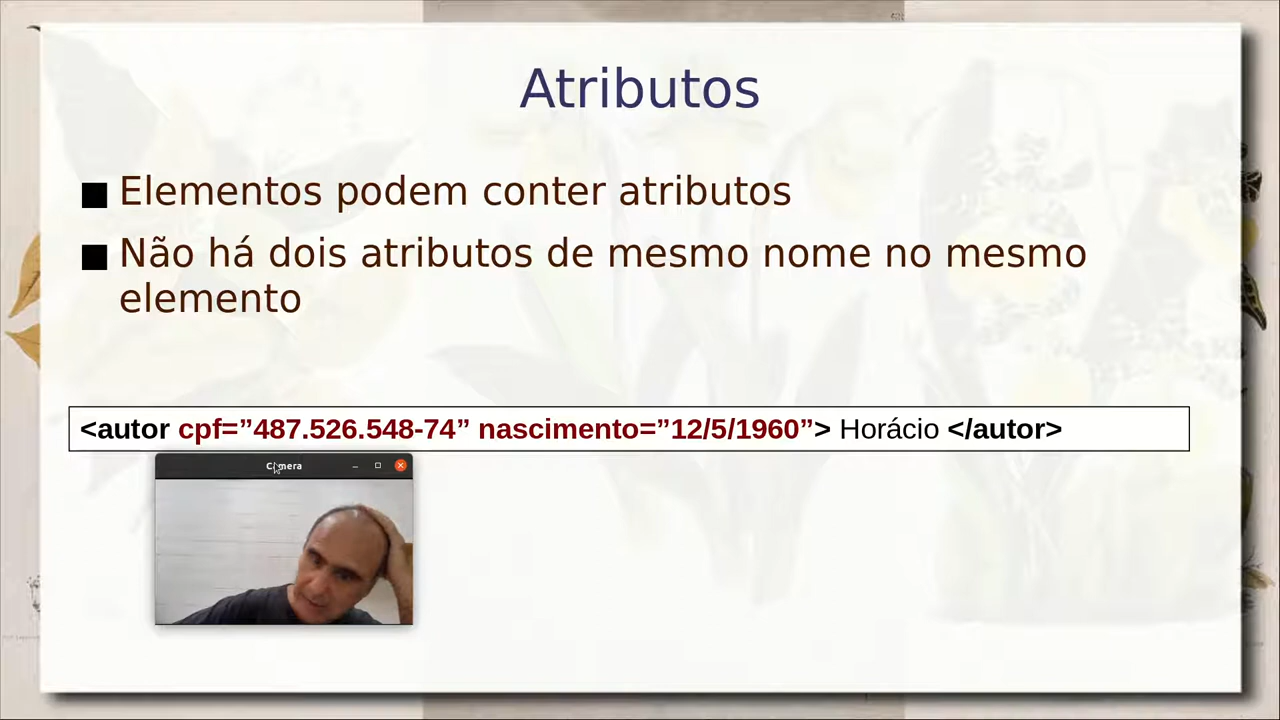 Atributos
Elementos podem conter atributos
Não há dois atributos de mesmo nome no mesmo
elemento
<autor cpf=”487.526.548-74” nascimento=”12/5/1960”> Horácio </autor>
Camera